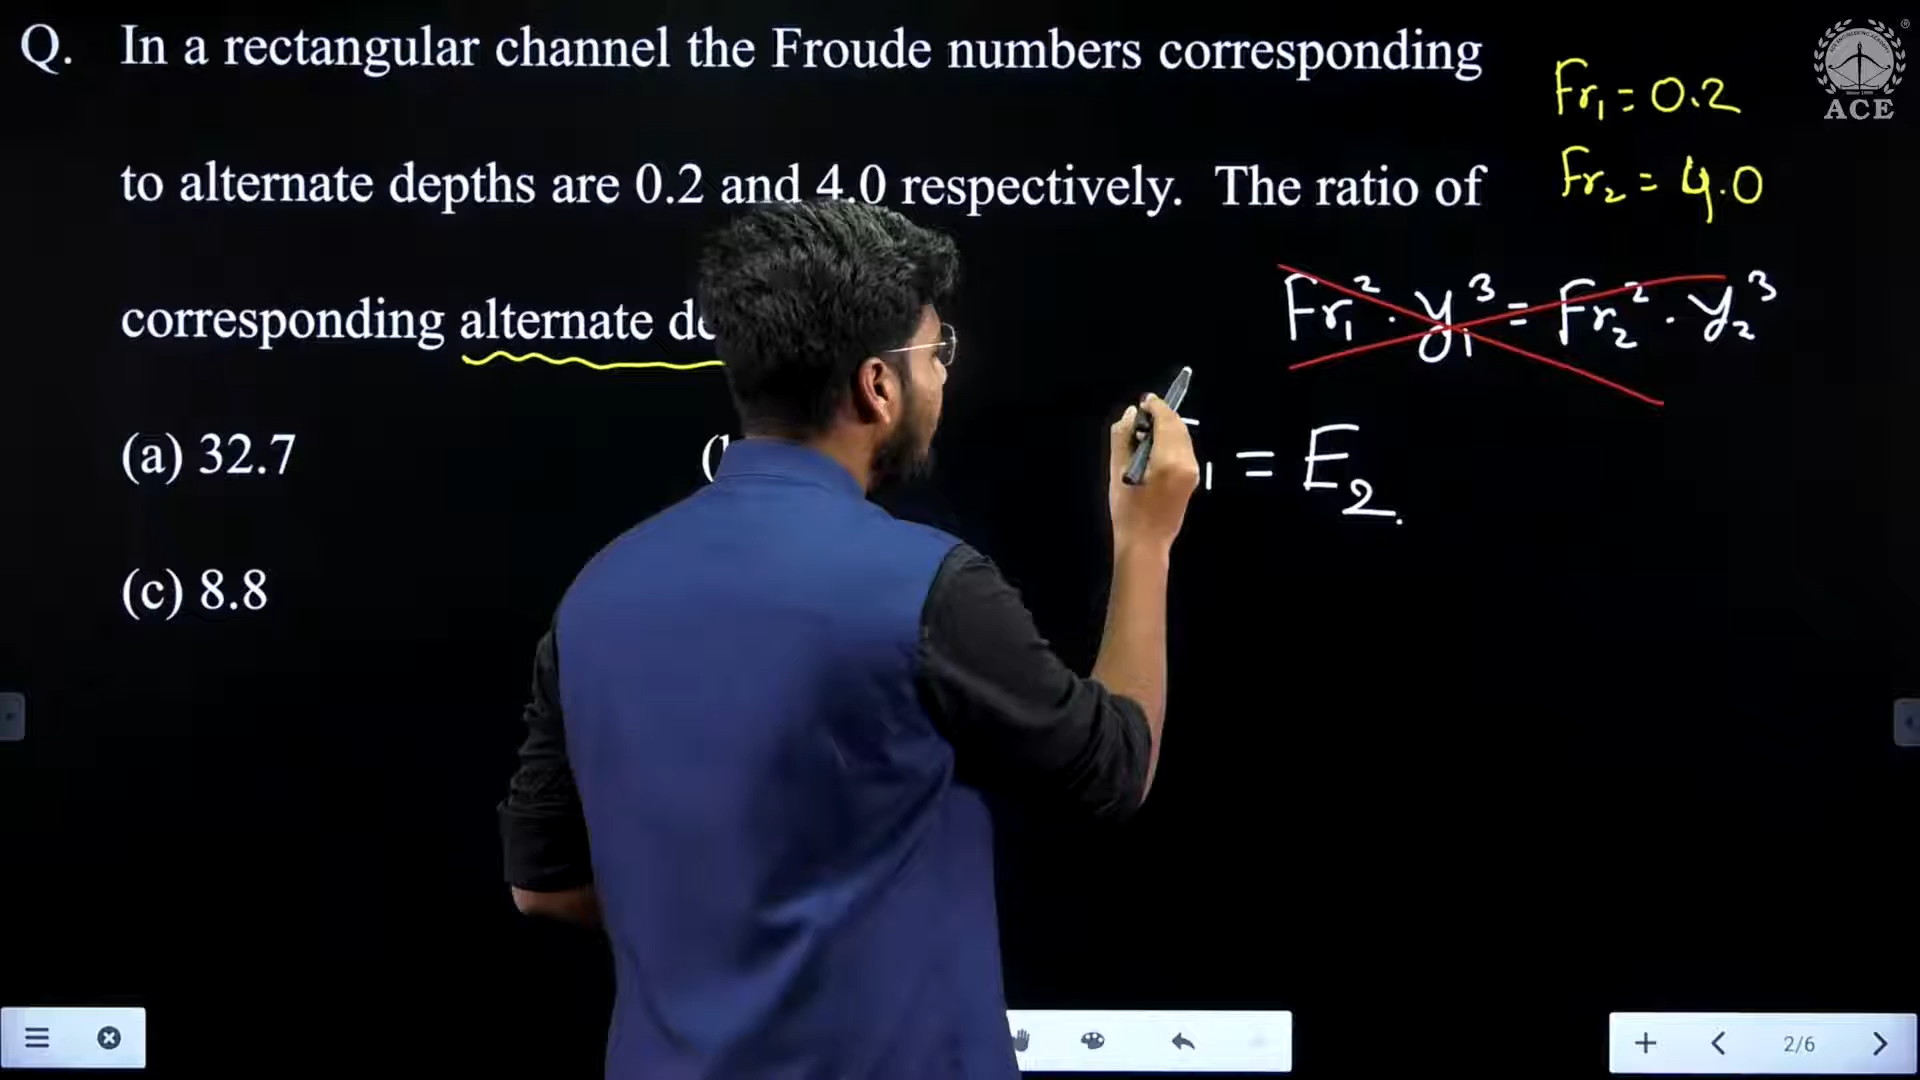 Q. In a rectangular channel the Froude numbers corresponding
to alternate depths are 0.2 and 4.0 respectively. The ratio of
corresponding alternate
(a) 32.7
(c) 8.8
Fr₁ = 0.2
Fr₂ = 4.0
Fr₁² · y₁³ = Fr₂² · y₂³
₁ = E₂
ACE
2/6